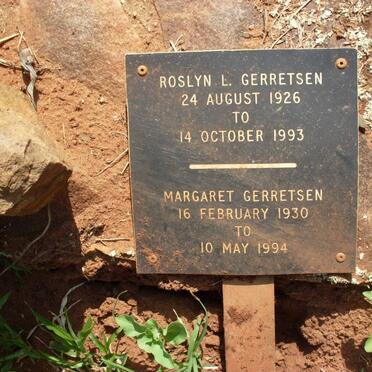 ROSLYN L. GERRETSEN
24 AUGUST 1926
TO
14 OCTOBER 1993
MARGARET GERRETSEN
16 FEBRUARY 1930
TO
10 MAY 1994